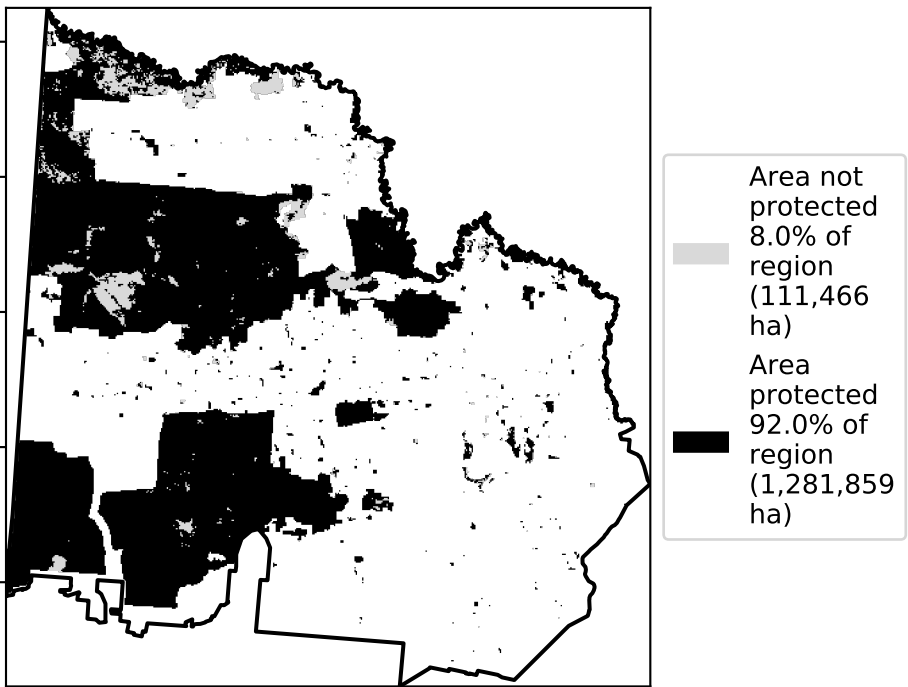 Area not
protected
8.0% of
region
(111,466
ha)
Area
protected
92.0% of
region
(1,281,859
ha)